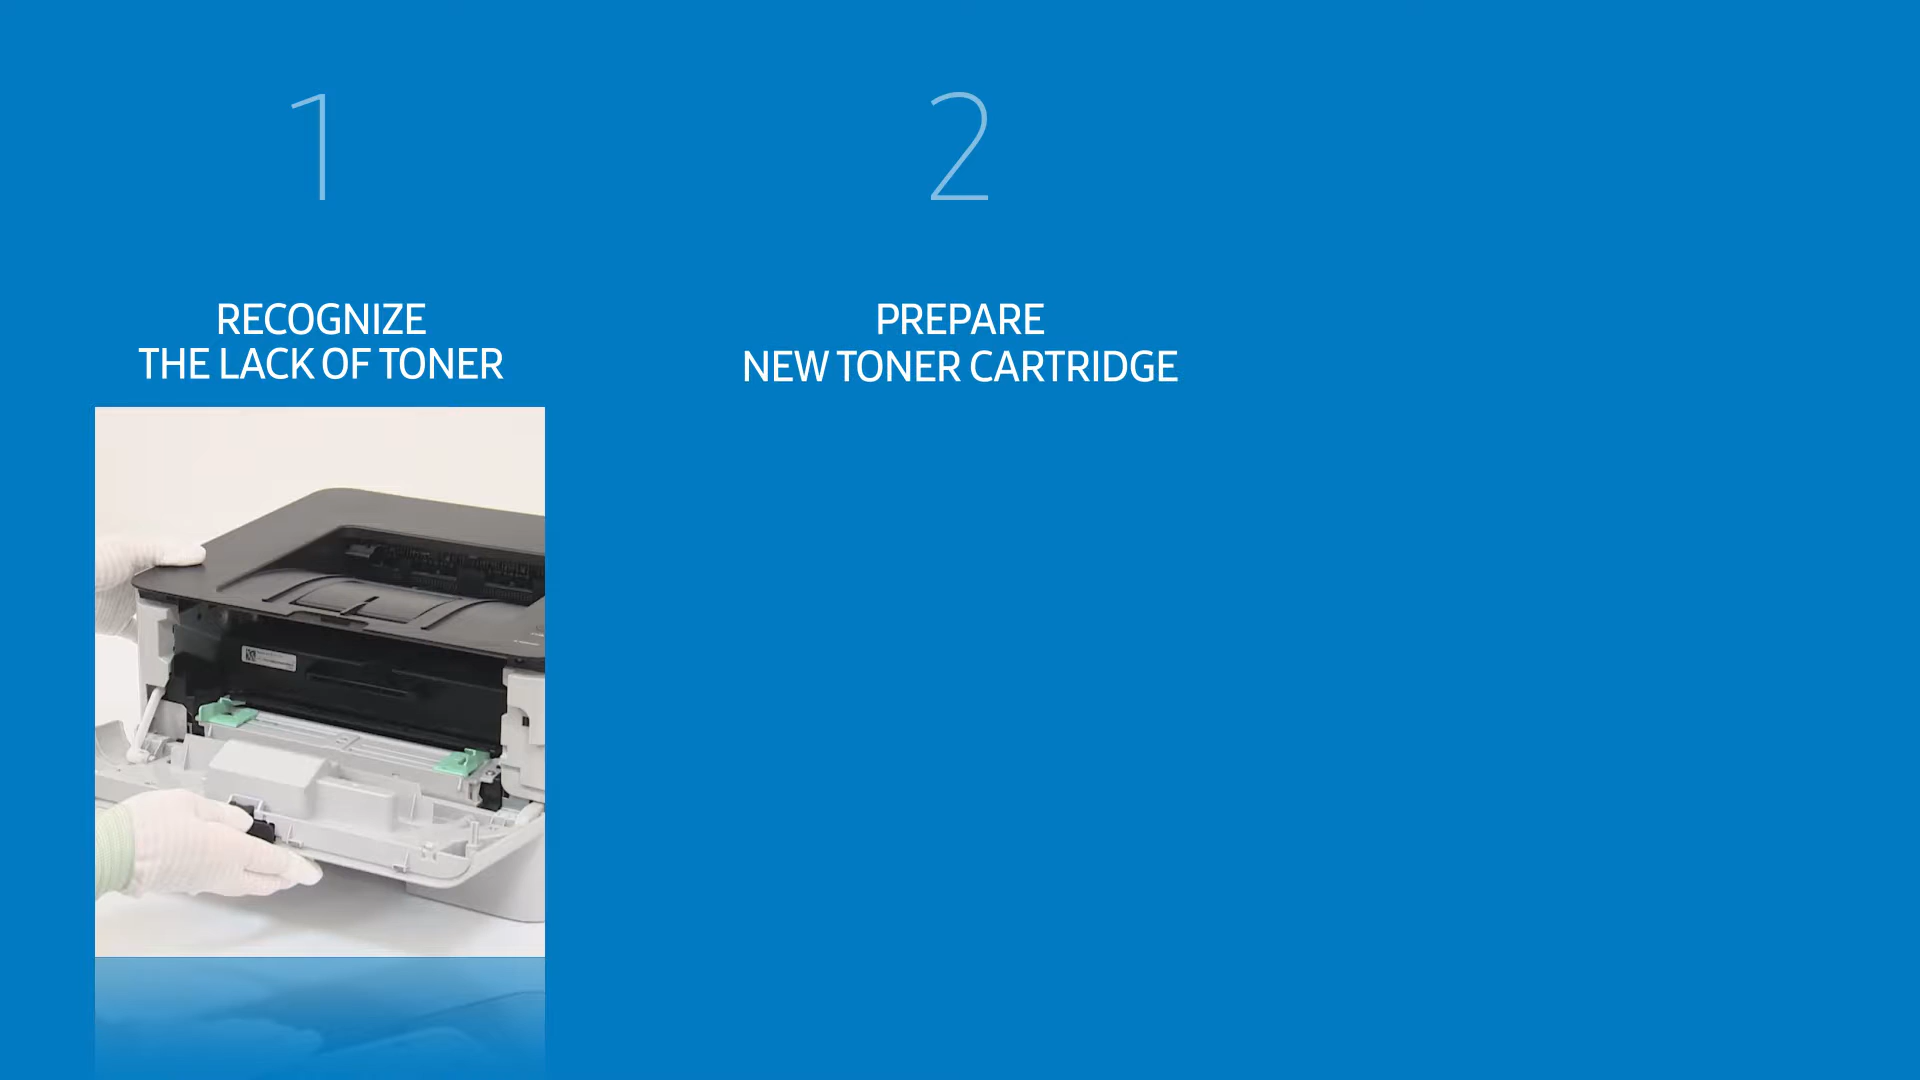 1
RECOGNIZE
THE LACK OF TONER
2
PREPARE
NEW TONER CARTRIDGE